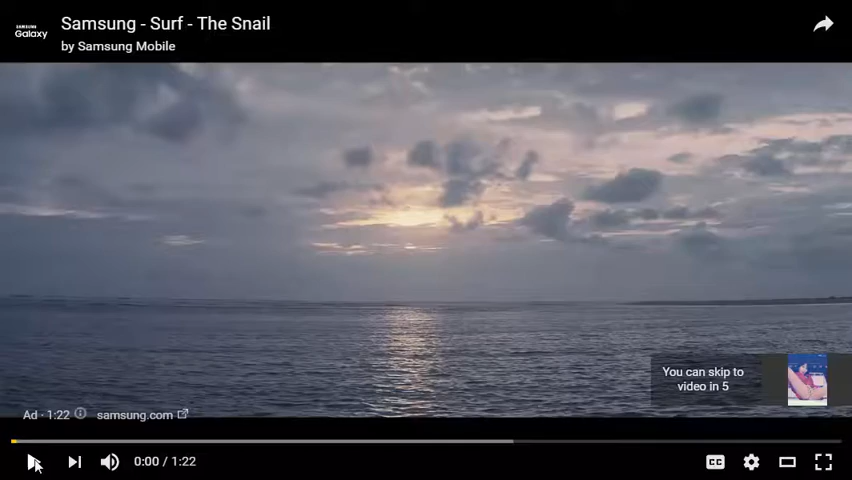 SAMSUNG
Galaxy
Samsung - Surf - The Snail
by Samsung Mobile
You can skip to
video in 5
Ad · 1:22
samsung.com
0:00 / 1:22
CC